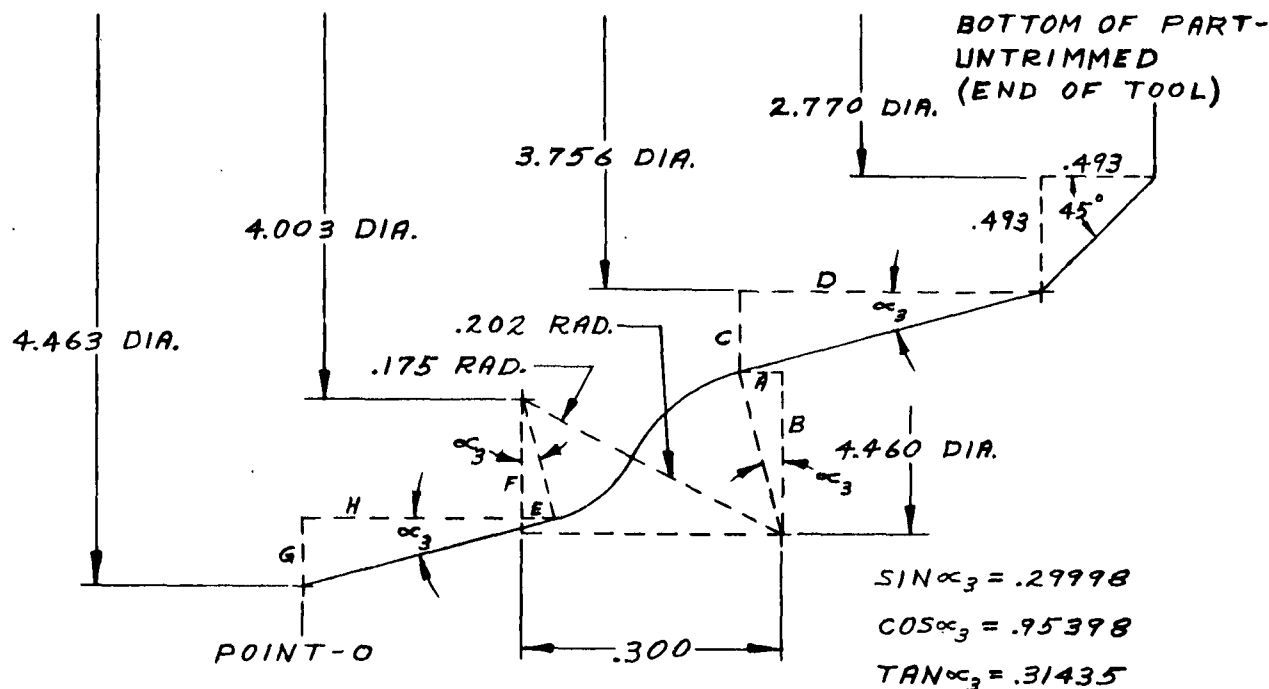 BOTTOM OF PART-
UNTRIMMED
(END OF TOOL)
2.770 DIA.
3.756 DIA.
.493
.493
45°
4.003 DIA.
D
∝3
4.463 DIA.
.202 RAD.
C
.175 RAD.
A
B
4.460 DIA.
∝3
∝3
F
E
H
∝3
G
SIN∝3 = .29998
COS∝3 = .95398
TAN∝3 = .31435
.300
POINT-O